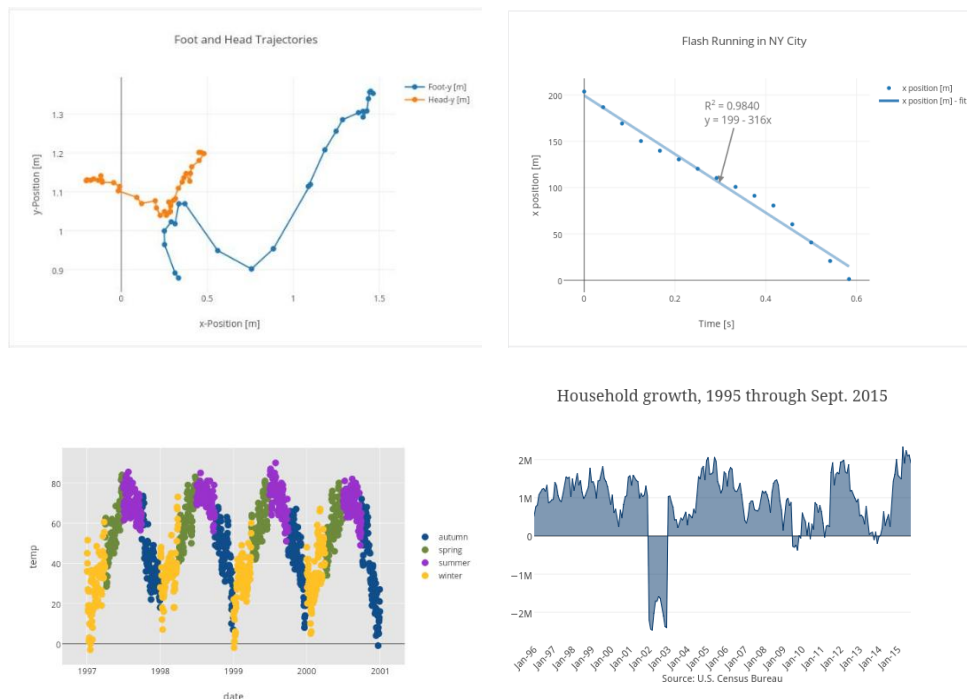 Foot and Head Trajectories
Foot-y [m]
Head-y [m]
1.3
1.2
1.1
1
0.9
y-Position [m]
0
0.5
1
1.5
x-Position [m]
Flash Running in NY City
x position [m]
x position [m] - fit
R² = 0.9840
y = 199 - 316x
200
150
100
50
0
x position [m]
0
0.2
0.4
0.6
Time [s]
80
60
40
20
0
temp
autumn
spring
summer
winter
1997
1998
1999
2000
2001
date
Household growth, 1995 through Sept. 2015
2M
1M
0
−1M
−2M
Jan-96
Jan-97
Jan-98
Jan-99
Jan-00
Jan-01
Jan-02
Jan-03
Jan-04
Jan-05
Jan-06
Jan-07
Jan-08
Jan-09
Jan-10
Jan-11
Jan-12
Jan-13
Jan-14
Jan-15
Source: U.S. Census Bureau